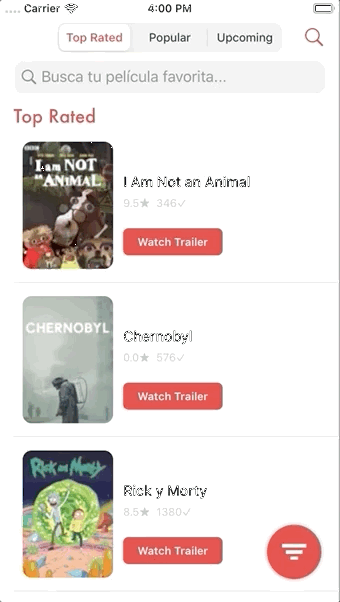 Carrier 4:00 PM
Top Rated Popular Upcoming
Busca tu película favorita...
Top Rated
I am NOT
an ANiMAL
I Am Not an Animal
9.5★ 346✓
Watch Trailer
CHERNOBYL
Chernobyl
0.0★ 576✓
Watch Trailer
Rick and Morty
Rick y Morty
8.5★ 1380✓
Watch Trailer